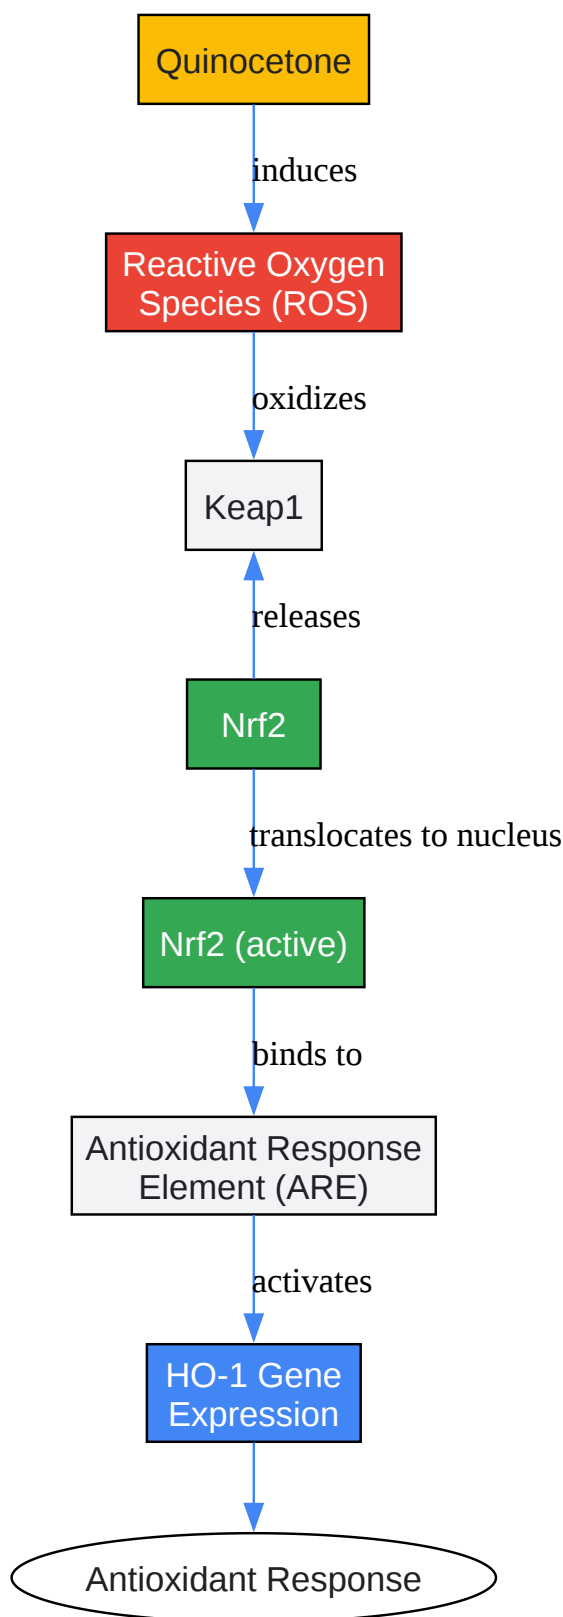 Quinocetone
induces
Reactive Oxygen
Species (ROS)
oxidizes
Keap1
releases
Nrf2
translocates to nucleus
Nrf2 (active)
binds to
Antioxidant Response
Element (ARE)
activates
HO-1 Gene
Expression
Antioxidant Response